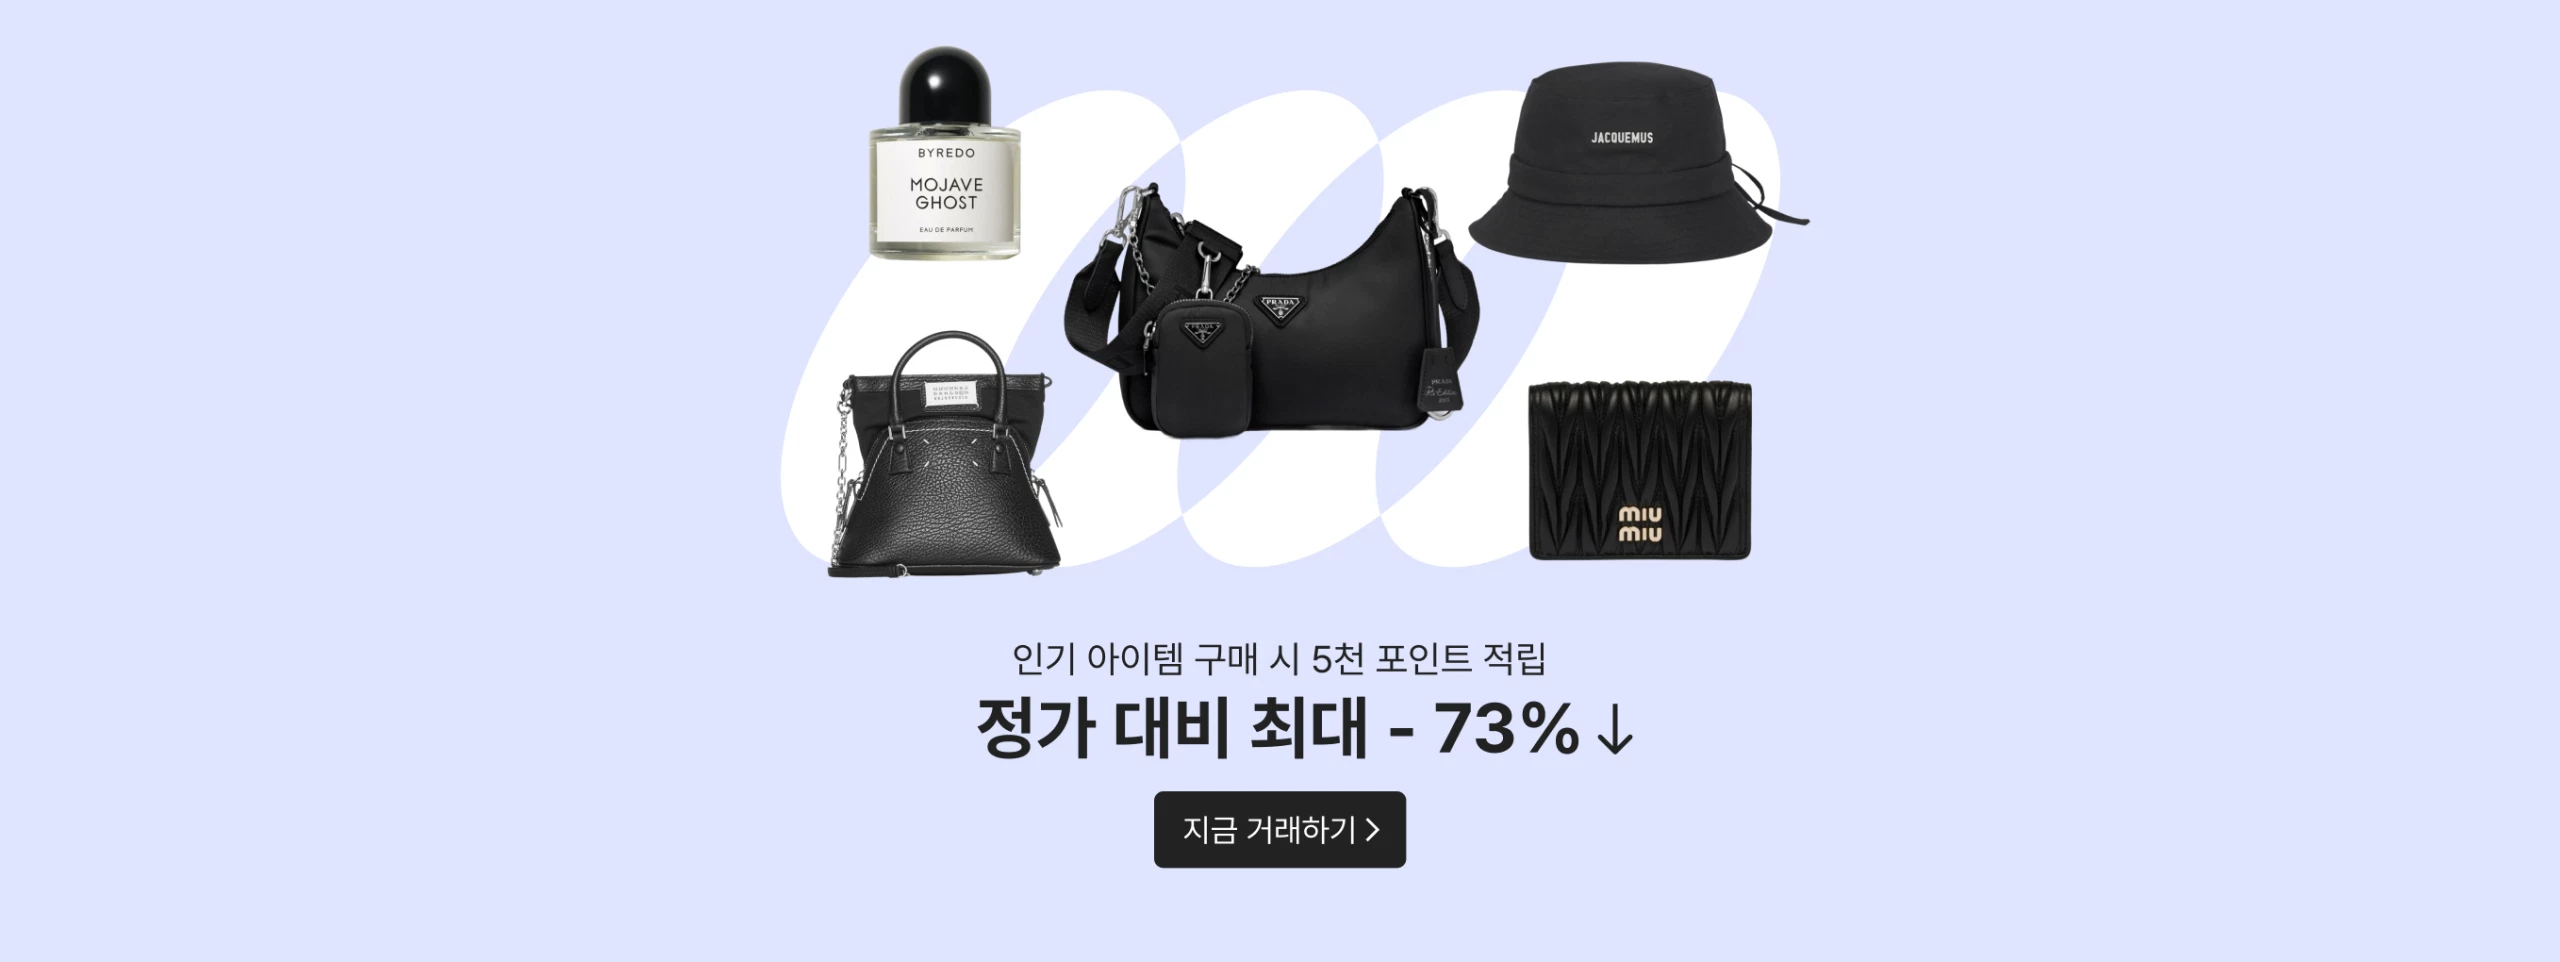 BYREDO
MOJAVE
GHOST
EAU DE PARFUM
JACQUEMUS
PRADA
PRADA
PRADA
miu
miu
인기 아이템 구매 시 5천 포인트 적립
정가 대비 최대 - 73%↓
지금 거래하기 >